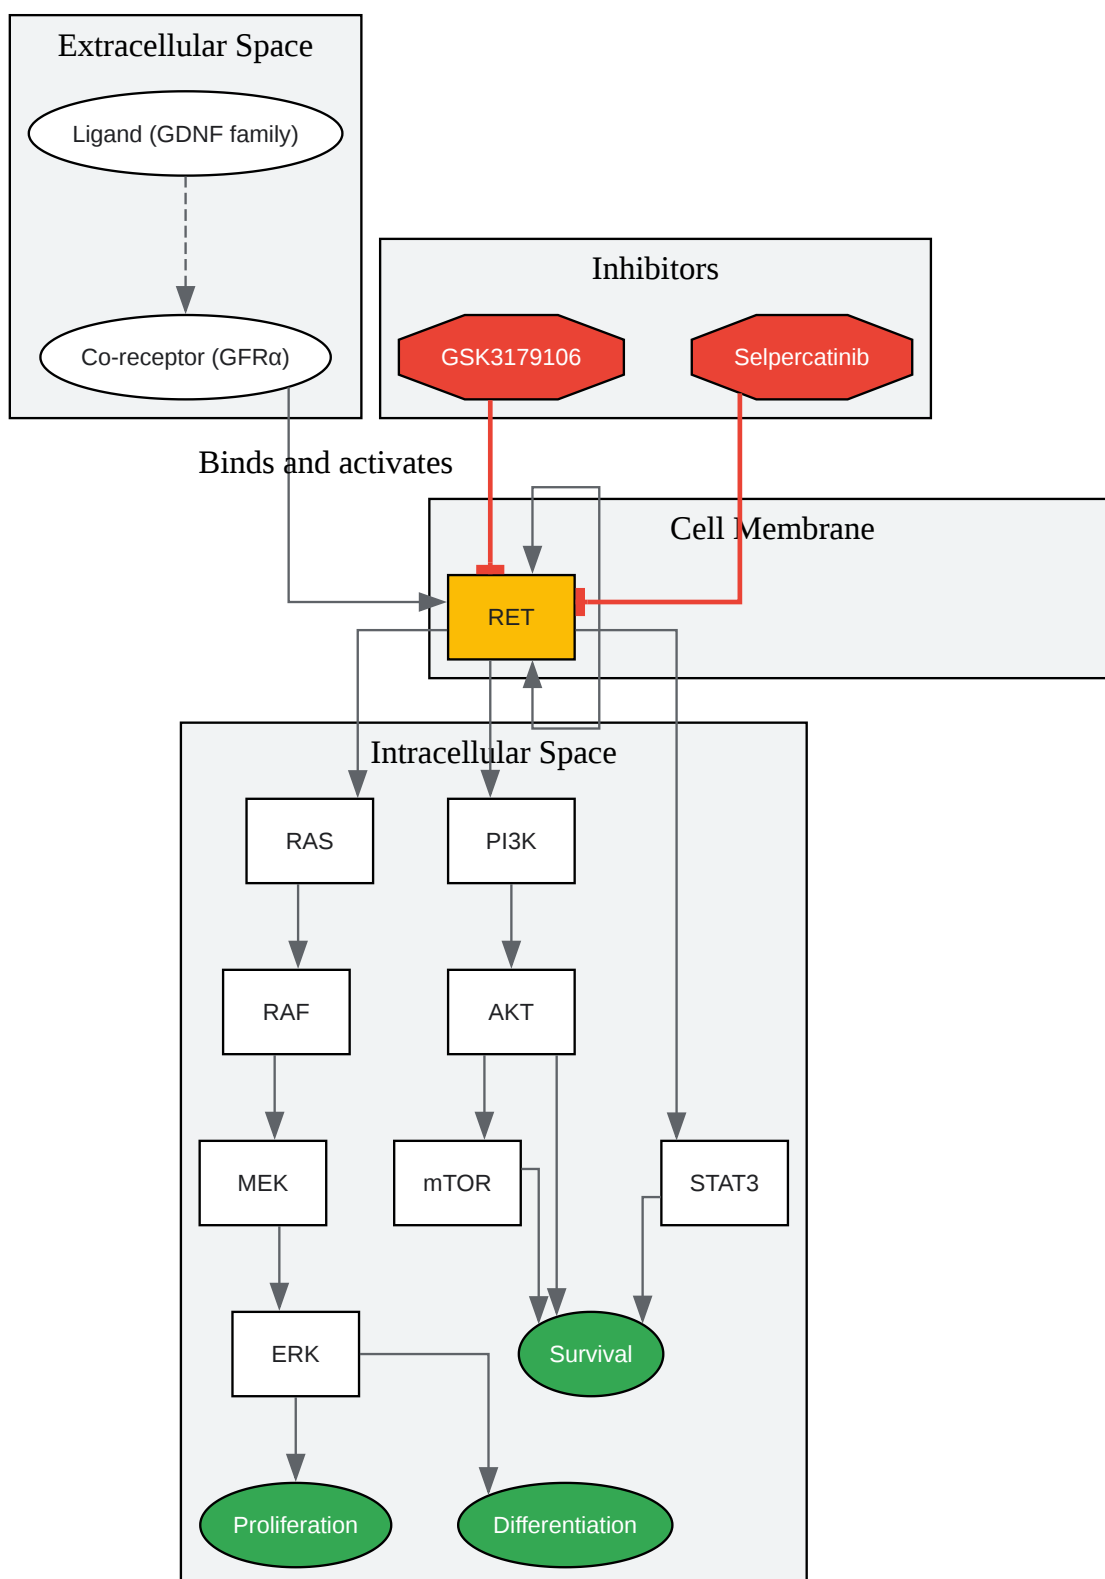 Extracellular Space
Ligand (GDNF family)
Inhibitors
Co-receptor (GFRα)
GSK3179106
Selpercatinib
Binds and activates
Cell Membrane
RET
Intracellular Space
RAS
PI3K
RAF
AKT
MEK
mTOR
STAT3
ERK
Survival
Proliferation
Differentiation